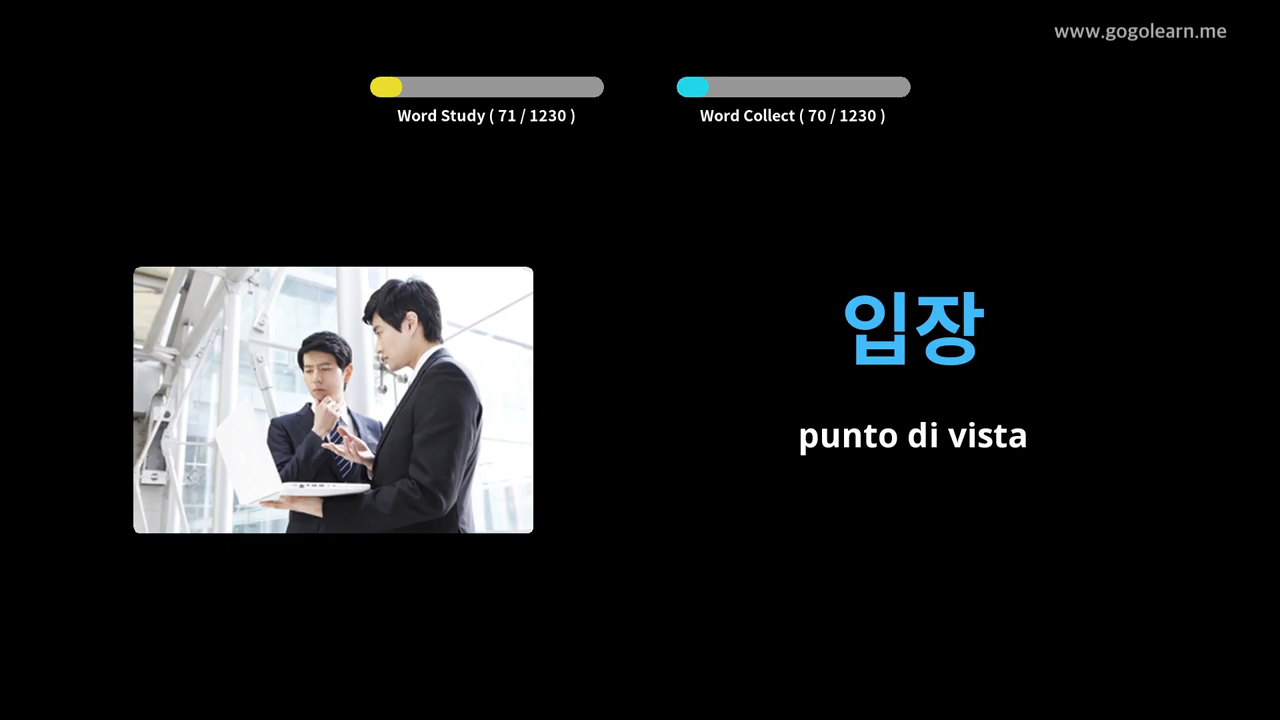 www.gogolearn.me
Word Study ( 71 / 1230 )
Word Collect ( 70 / 1230 )
입장
punto di vista